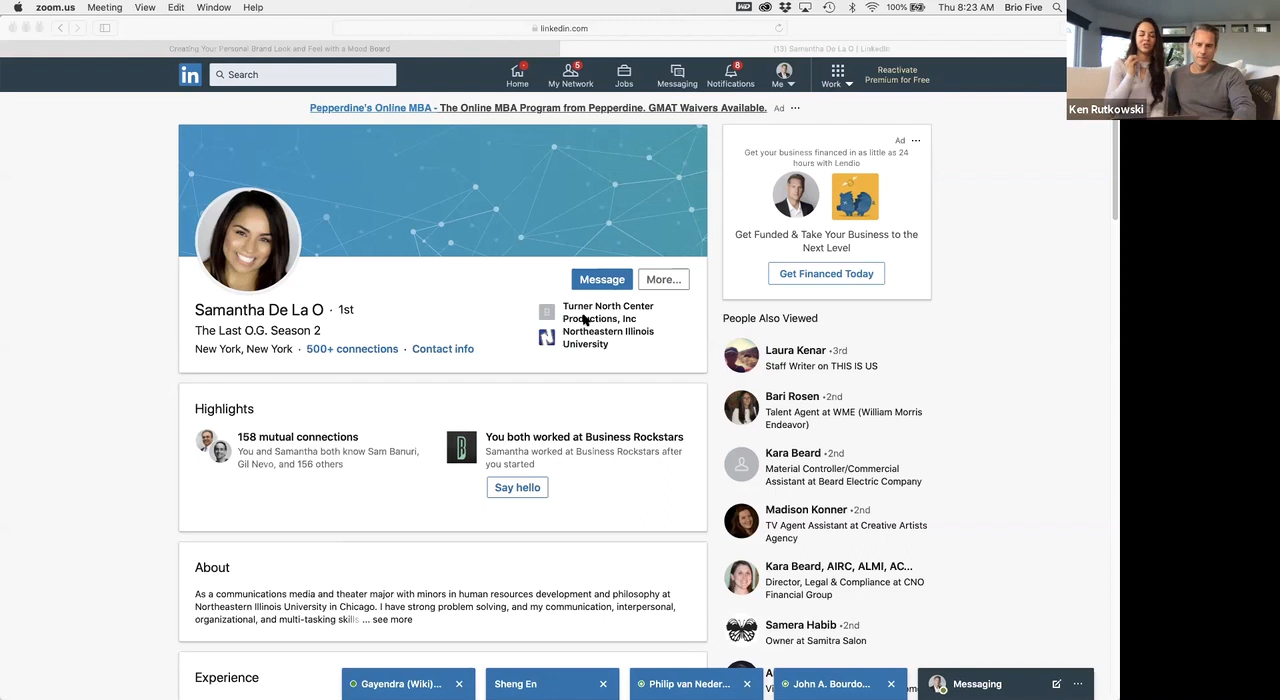 zoom.us Meeting View Edit Window Help
100% Thu 8:23 AM Brio Five
linkedin.com
Creating Your Personal Brand Look and Feel with a Mood Board
(13) Samantha De La O | LinkedIn
in Search
Home
5 My Network
Jobs
Messaging
8 Notifications
Me
Work
Reactivate
Premium for Free
Ken Rutkowski
Pepperdine's Online MBA - The Online MBA Program from Pepperdine. GMAT Waivers Available. Ad ...
Samantha De La O · 1st
The Last O.G. Season 2
New York, New York · 500+ connections · Contact info
Message More...
Turner North Center
Productions, Inc
Northeastern Illinois
University
Highlights
158 mutual connections
You and Samantha both know Sam Banuri,
Gil Nevo, and 156 others
You both worked at Business Rockstars
Samantha worked at Business Rockstars after
you started
Say hello
About
As a communications media and theater major with minors in human resources development and philosophy at
Northeastern Illinois University in Chicago. I have strong problem solving, and my communication, interpersonal,
organizational, and multi-tasking skills ... see more
Experience
Ad ...
Get your business financed in as little as 24
hours with Lendio
Get Funded & Take Your Business to the
Next Level
Get Financed Today
People Also Viewed
Laura Kenar • 3rd
Staff Writer on THIS IS US
Bari Rosen • 2nd
Talent Agent at WME (William Morris
Endeavor)
Kara Beard • 2nd
Material Controller/Commercial
Assistant at Beard Electric Company
Madison Konner • 2nd
TV Agent Assistant at Creative Artists
Agency
Kara Beard, AIRC, ALMI, AC...
Director, Legal & Compliance at CNO
Financial Group
Samera Habib • 2nd
Owner at Samitra Salon
Gayendra (Wiki)...
Sheng En
Philip van Neder...
John A. Bourdo...
Messaging